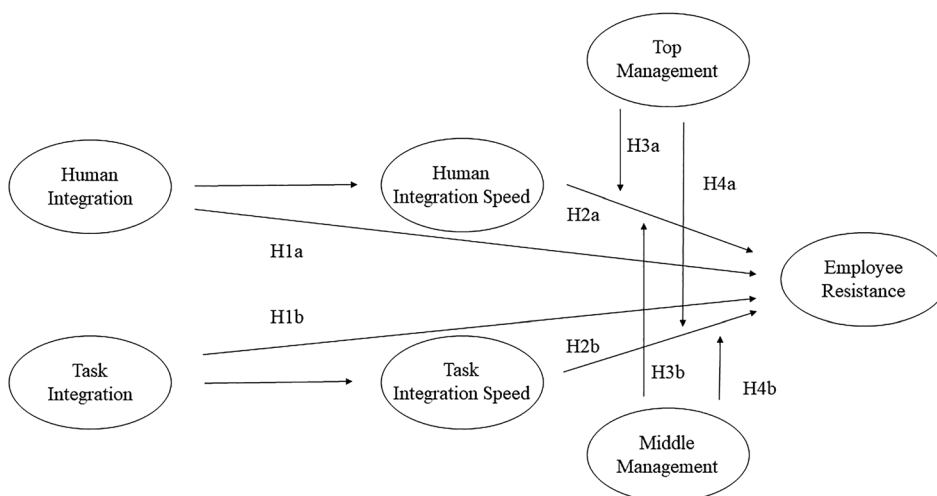 Top
Management
H3a
Human
Integration
Human
Integration Speed
H4a
H2a
H1a
Employee
Resistance
H1b
H2b
Task
Integration
Task
Integration Speed
H3b
H4b
Middle
Management